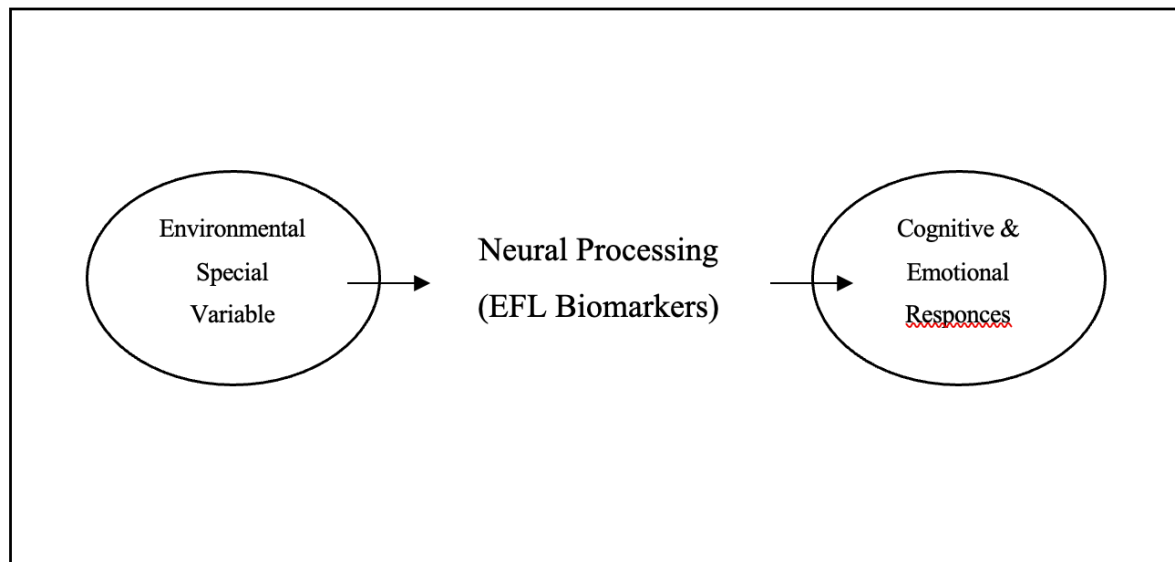 Environmental
Special
Variable
Neural Processing
(EFL Biomarkers)
Cognitive &
Emotional
Responces